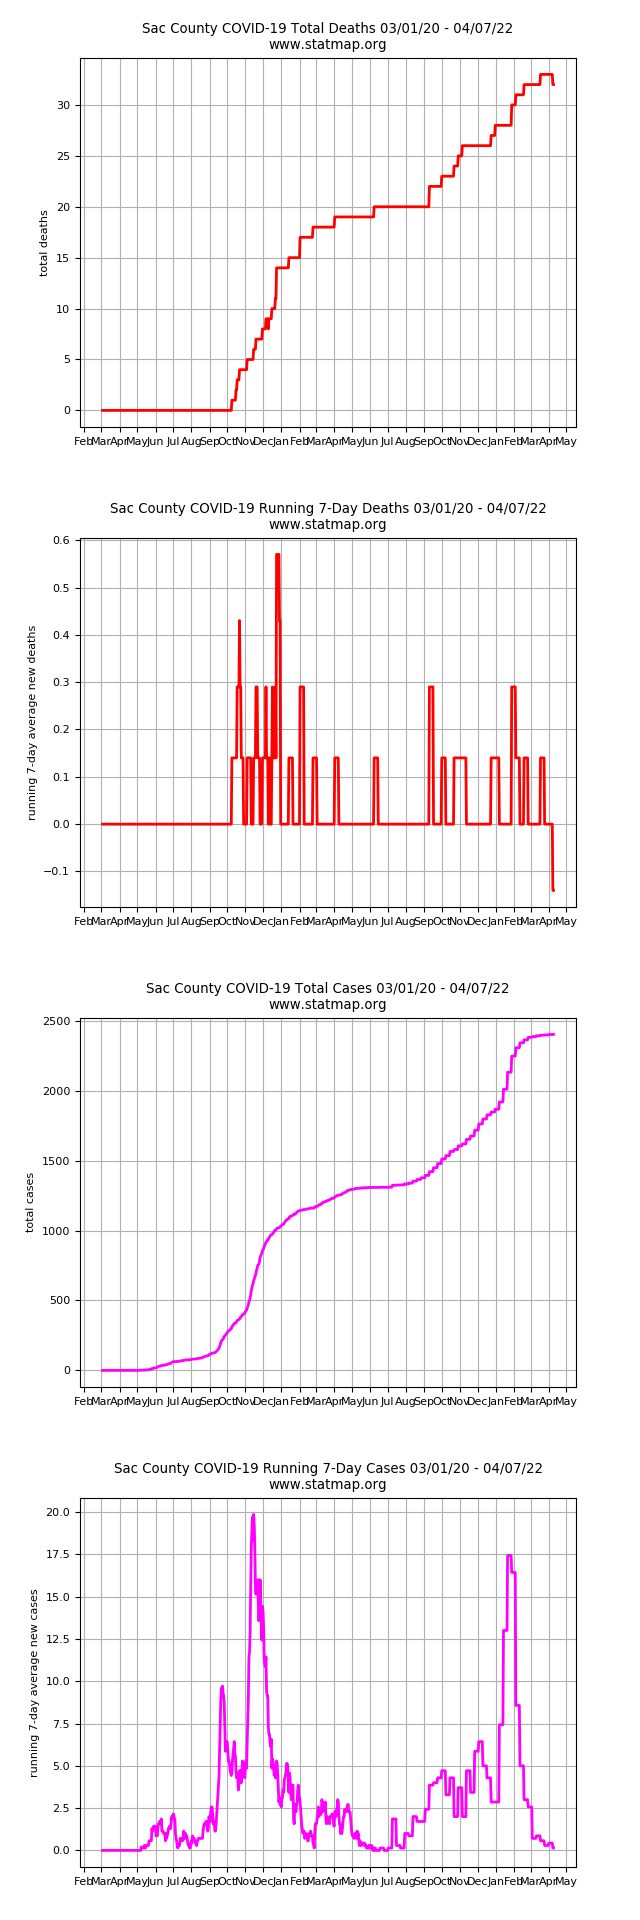 Sac County COVID-19 Total Deaths 03/01/20 - 04/07/22
www.statmap.org
total deaths
30
25
20
15
10
5
0
Feb Mar Apr May Jun Jul Aug Sep Oct Nov Dec Jan Feb Mar Apr May Jun Jul Aug Sep Oct Nov Dec Jan Feb Mar Apr May
Sac County COVID-19 Running 7-Day Deaths 03/01/20 - 04/07/22
www.statmap.org
running 7-day average new deaths
0.6
0.5
0.4
0.3
0.2
0.1
0.0
−0.1
Feb Mar Apr May Jun Jul Aug Sep Oct Nov Dec Jan Feb Mar Apr May Jun Jul Aug Sep Oct Nov Dec Jan Feb Mar Apr May
Sac County COVID-19 Total Cases 03/01/20 - 04/07/22
www.statmap.org
total cases
2500
2000
1500
1000
500
0
Feb Mar Apr May Jun Jul Aug Sep Oct Nov Dec Jan Feb Mar Apr May Jun Jul Aug Sep Oct Nov Dec Jan Feb Mar Apr May
Sac County COVID-19 Running 7-Day Cases 03/01/20 - 04/07/22
www.statmap.org
running 7-day average new cases
20.0
17.5
15.0
12.5
10.0
7.5
5.0
2.5
0.0
Feb Mar Apr May Jun Jul Aug Sep Oct Nov Dec Jan Feb Mar Apr May Jun Jul Aug Sep Oct Nov Dec Jan Feb Mar Apr May